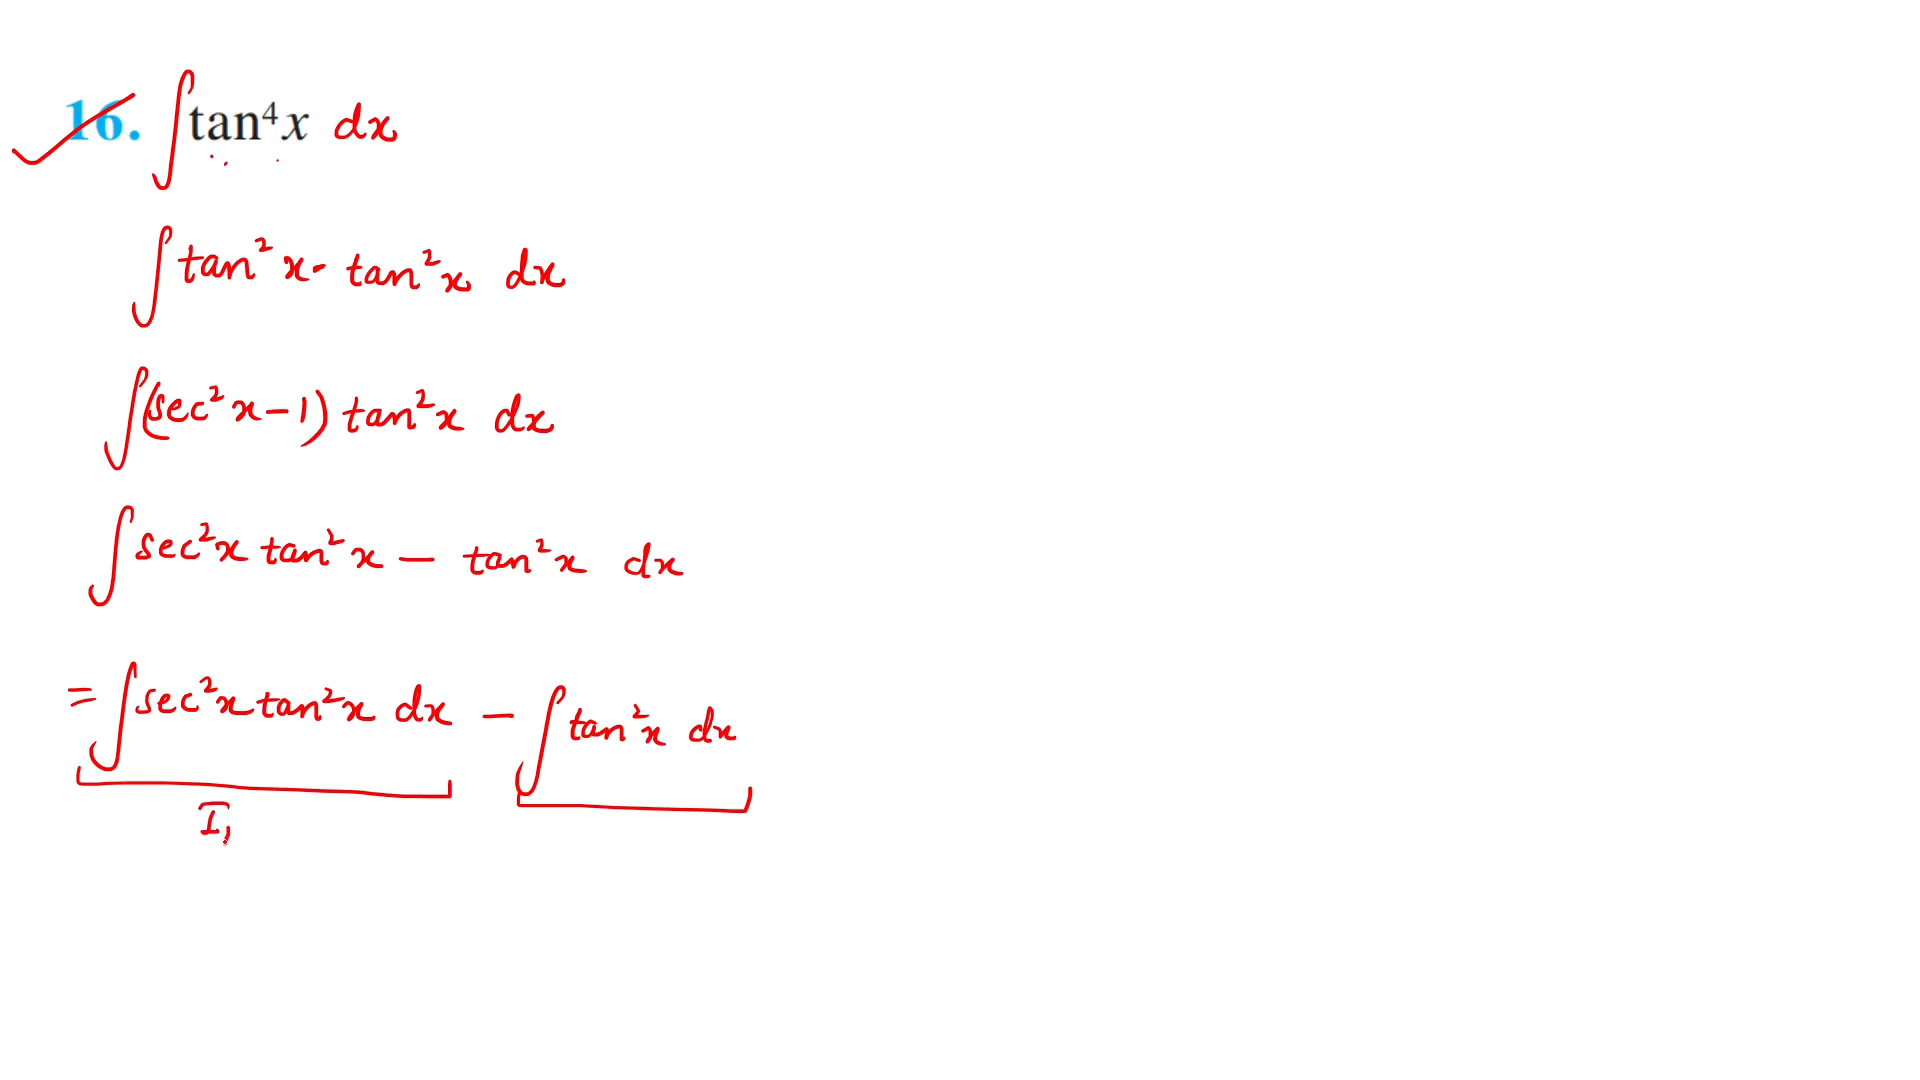 16. ∫tan⁴x dx
∫tan²x · tan²x dx
∫(sec²x−1) tan²x dx
∫sec²x tan²x − tan²x dx
= ∫sec²x tan²x dx − ∫tan²x dx
I₁